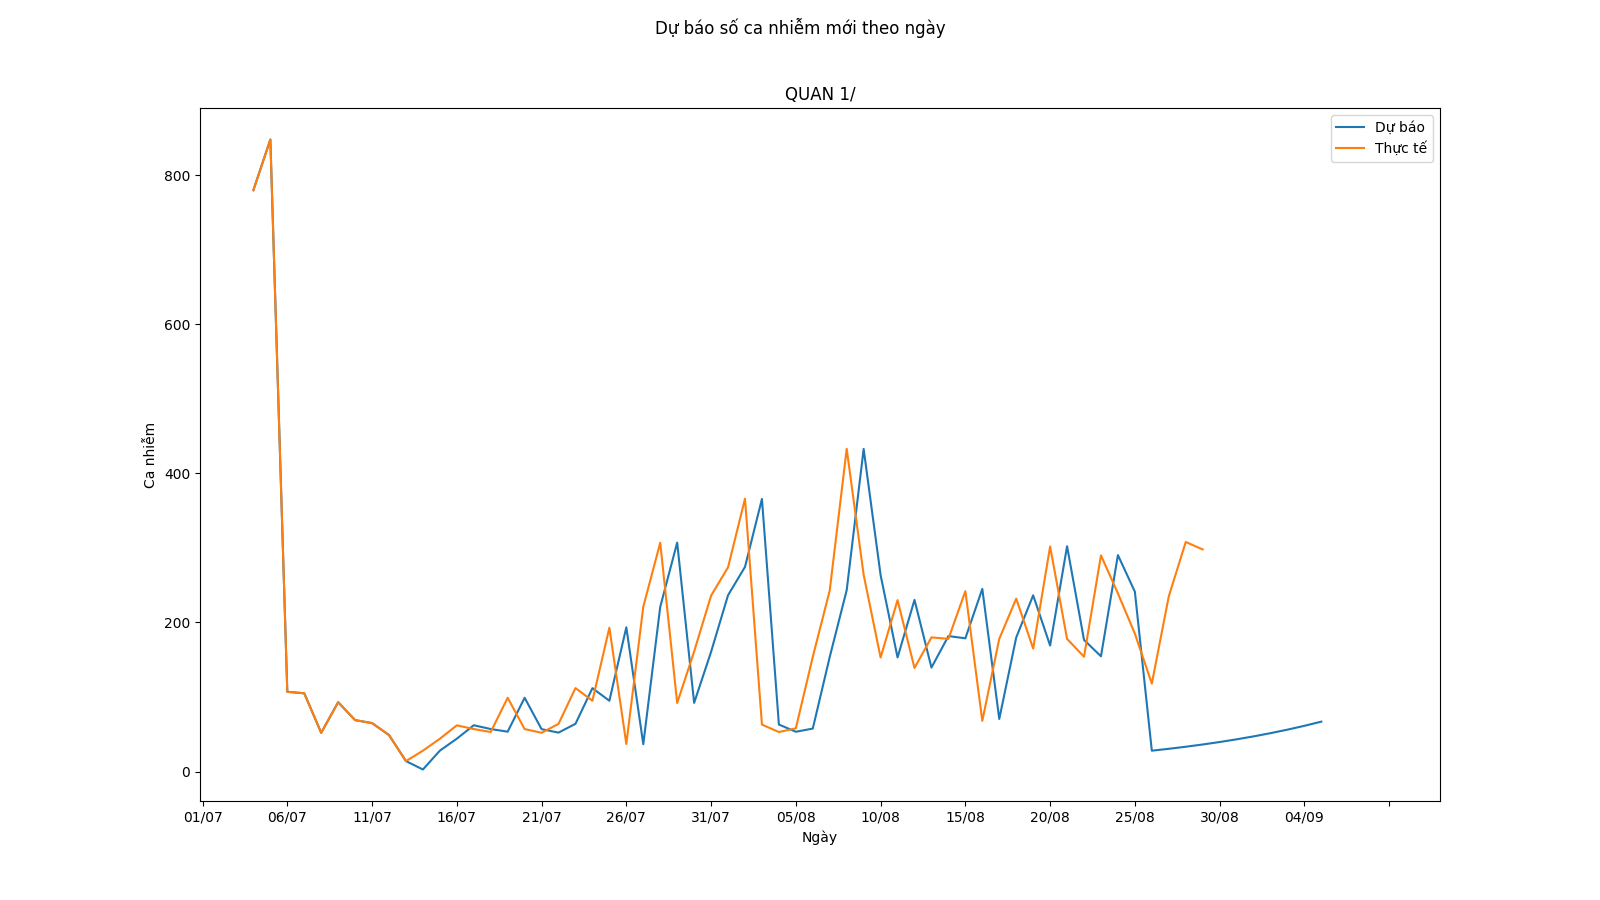 Dự báo số ca nhiễm mới theo ngày
QUAN 1/
Dự báo
Thực tế
Ca nhiễm
800
600
400
200
0
01/07 06/07 11/07 16/07 21/07 26/07 31/07 05/08 10/08 15/08 20/08 25/08 30/08 04/09
Ngày